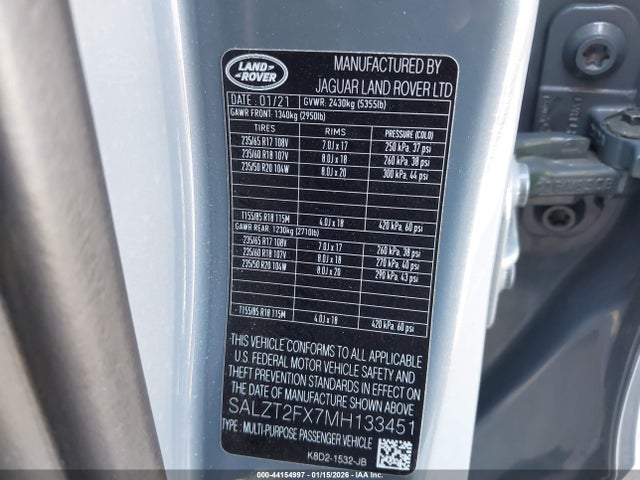 LAND ROVER
MANUFACTURED BY
JAGUAR LAND ROVER LTD
DATE : 01/21 GVWR: 2430kg (5355lb)
GAWR FRONT: 1340kg (2950lb)
TIRES RIMS PRESSURE (COLD)
235/65 R17 108V 7.0J x 17 250 kPa, 37 psi
235/60 R18 107V 8.0J x 18 260 kPa, 38 psi
235/50 R20 104W 8.0J x 20 300 kPa, 44 psi
T155/85 R18 115M 4.0J x 18 420 kPa, 60 psi
GAWR REAR: 1230kg (2710lb)
235/65 R17 108V 7.0J x 17 260 kPa, 38 psi
235/60 R18 107V 8.0J x 18 270 kPa, 40 psi
235/50 R20 104W 8.0J x 20 290 kPa, 43 psi
T155/85 R18 115M 4.0J x 18 420 kPa, 60 psi
THIS VEHICLE CONFORMS TO ALL APPLICABLE
U.S. FEDERAL MOTOR VEHICLE SAFETY AND
THEFT PREVENTION STANDARDS IN EFFECT ON
THE DATE OF MANUFACTURE SHOWN ABOVE
SALZT2FX7MH133451
TYPE : MULTI-PURPOSE PASSENGER VEHICLE
K8D2-1532-JB
IAA 44154997 01/15/2026 IAA Holdings, LLC